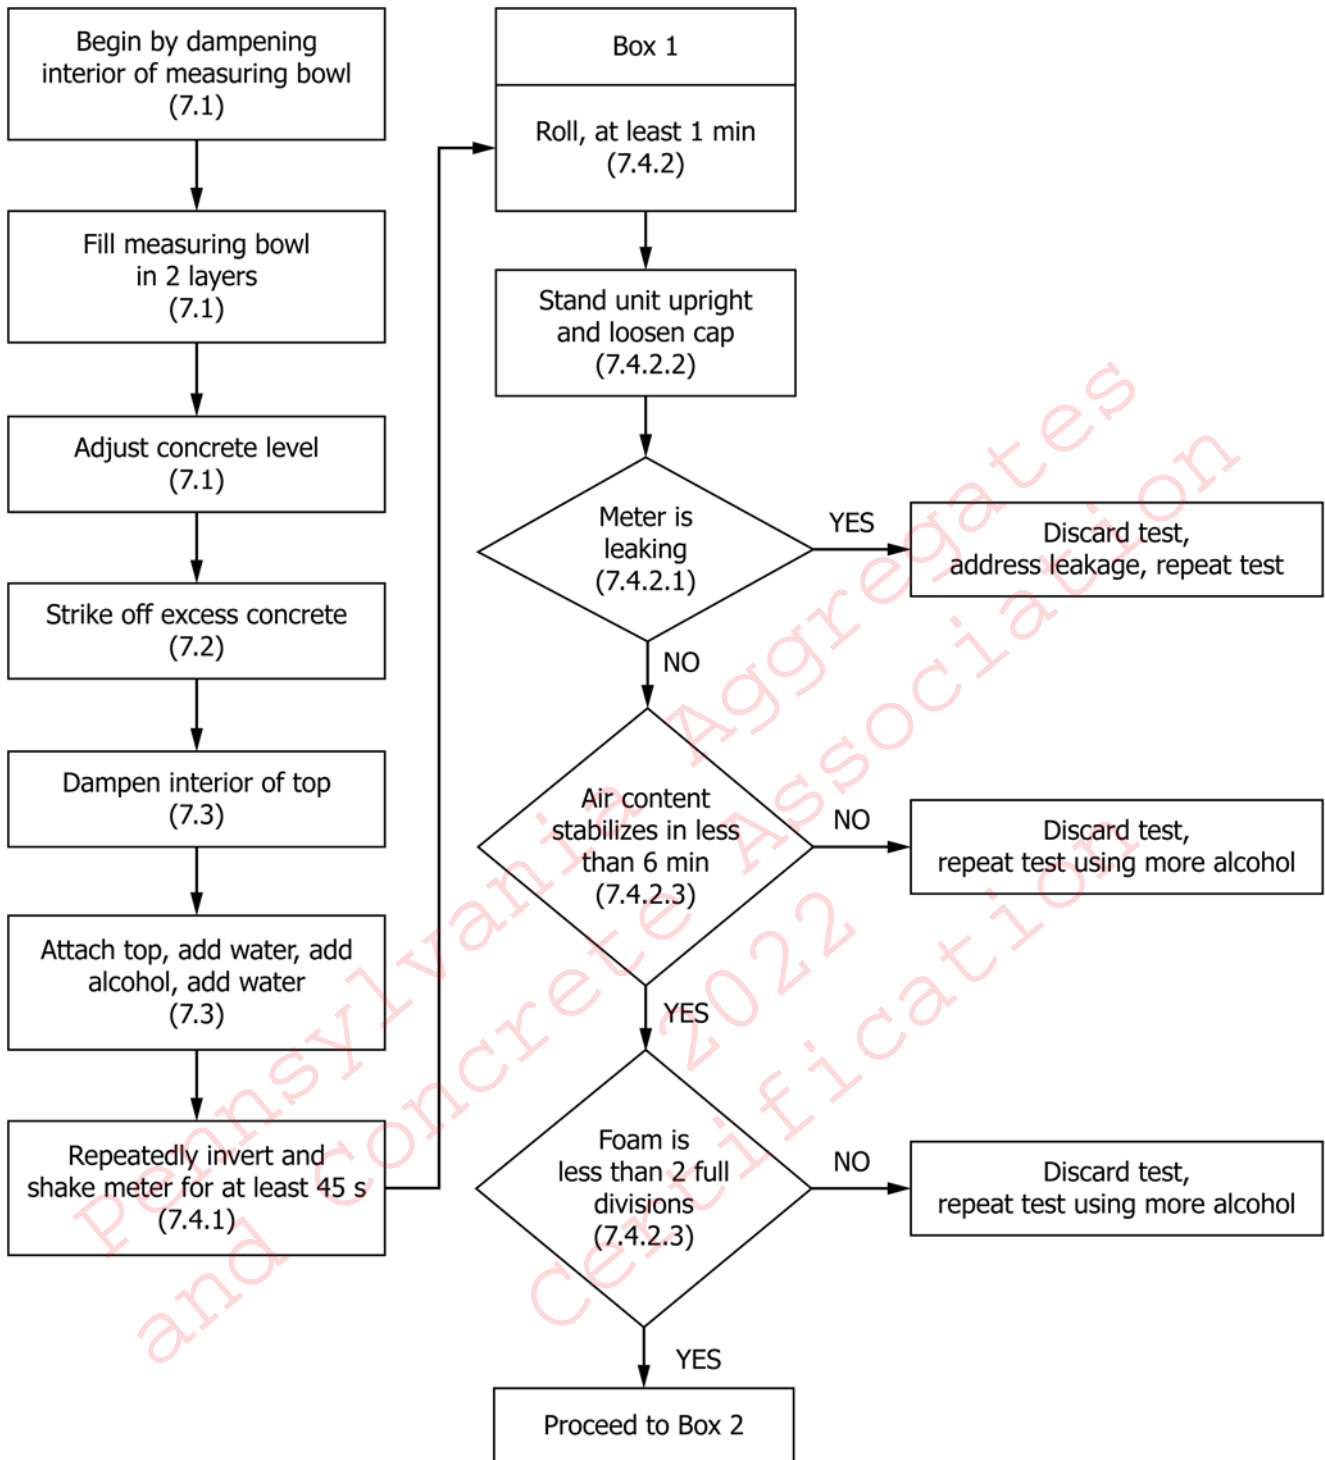 Begin by dampening
interior of measuring bowl
(7.1)
Fill measuring bowl
in 2 layers
(7.1)
Adjust concrete level
(7.1)
Strike off excess concrete
(7.2)
Dampen interior of top
(7.3)
Attach top, add water, add
alcohol, add water
(7.3)
Repeatedly invert and
shake meter for at least 45 s
(7.4.1)
Box 1
Roll, at least 1 min
(7.4.2)
Stand unit upright
and loosen cap
(7.4.2.2)
Meter is
leaking
(7.4.2.1)
YES
Discard test,
address leakage, repeat test
NO
Air content
stabilizes in less
than 6 min
(7.4.2.3)
NO
Discard test,
repeat test using more alcohol
YES
Foam is
less than 2 full
divisions
(7.4.2.3)
NO
Discard test,
repeat test using more alcohol
YES
Proceed to Box 2
Pennsylvania Aggregates
and Concrete Association
2022
Certification